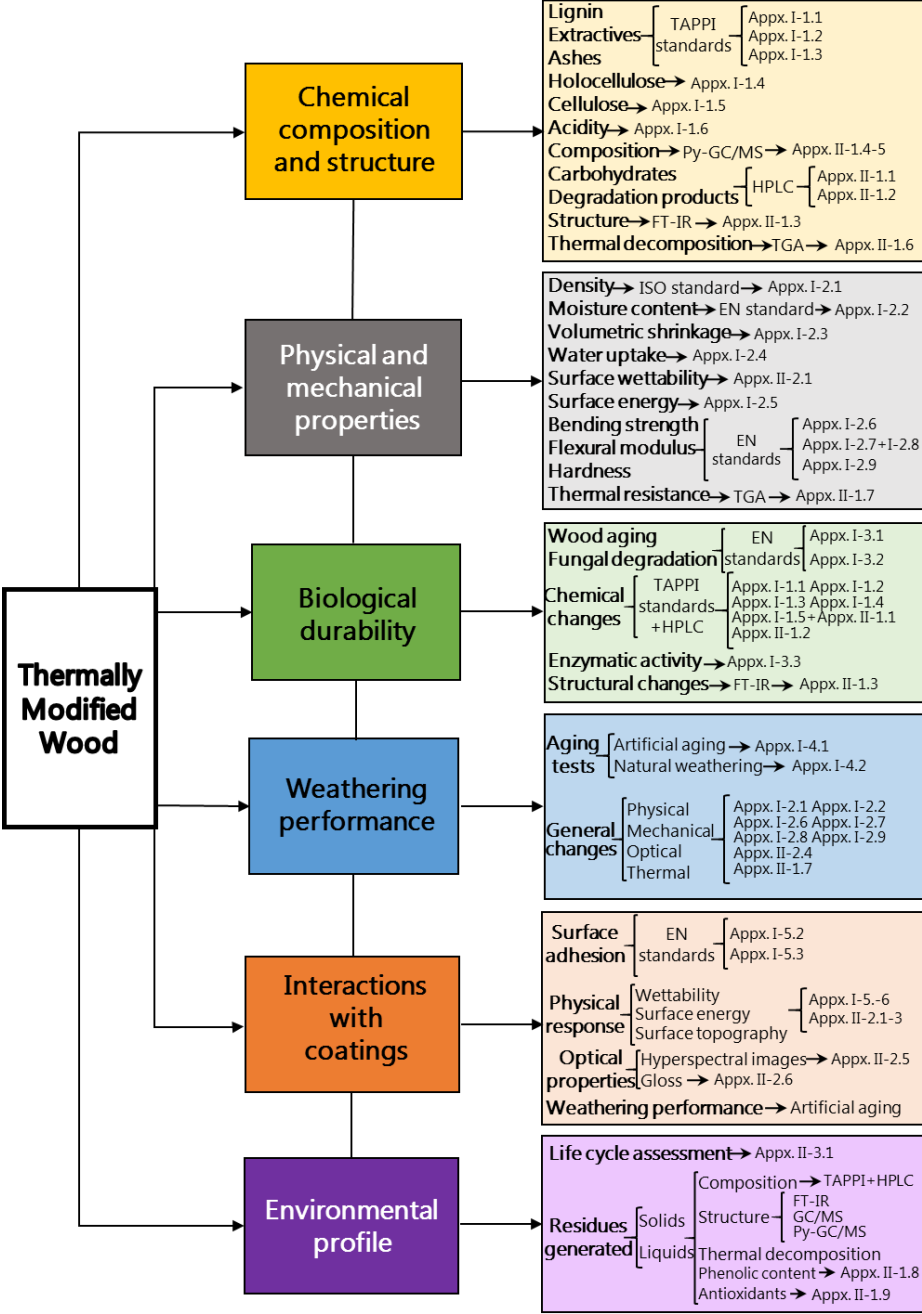 Thermally
Modified
Wood
Chemical
composition
and structure
Lignin
Extractives
Ashes
TAPPI
standards
Appx. I-1.1
Appx. I-1.2
Appx. I-1.3
Holocellulose Appx. I-1.4
Cellulose Appx. I-1.5
Acidity Appx. I-1.6
Composition Py-GC/MS Appx. II-1.4-5
Carbohydrates
Degradation products
HPLC
Appx. II-1.1
Appx. II-1.2
Structure FT-IR Appx. II-1.3
Thermal decomposition TGA Appx. II-1.6
Physical and
mechanical
properties
Density ISO standard Appx. I-2.1
Moisture content EN standard Appx. I-2.2
Volumetric shrinkage Appx. I-2.3
Water uptake Appx. I-2.4
Surface wettability Appx. II-2.1
Surface energy Appx. I-2.5
Bending strength
Flexural modulus
Hardness
EN
standards
Appx. I-2.6
Appx. I-2.7+I-2.8
Appx. I-2.9
Thermal resistance TGA Appx. II-1.7
Biological
durability
Wood aging
Fungal degradation
EN
standards
Appx. I-3.1
Appx. I-3.2
Chemical
changes
TAPPI
standards
+HPLC
Appx. I-1.1 Appx. I-1.2
Appx. I-1.3 Appx. I-1.4
Appx. I-1.5+Appx. II-1.1
Appx. II-1.2
Enzymatic activity Appx. I-3.3
Structural changes FT-IR Appx. II-1.3
Weathering
performance
Aging
tests
Artificial aging Appx. I-4.1
Natural weathering Appx. I-4.2
General
changes
Physical
Mechanical
Optical
Thermal
Appx. I-2.1 Appx. I-2.2
Appx. I-2.6 Appx. I-2.7
Appx. I-2.8 Appx. I-2.9
Appx. II-2.4
Appx. II-1.7
Interactions
with
coatings
Surface
adhesion
EN
standards
Appx. I-5.2
Appx. I-5.3
Physical
response
Wettability
Surface energy
Surface topography
Appx. I-5.-6
Appx. II-2.1-3
Optical
properties
Hyperspectral images Appx. II-2.5
Gloss Appx. II-2.6
Weathering performance Artificial aging
Environmental
profile
Life cycle assessment Appx. II-3.1
Residues
generated
Solids
Liquids
Composition TAPPI+HPLC
Structure
FT-IR
GC/MS
Py-GC/MS
Thermal decomposition
Phenolic content Appx. II-1.8
Antioxidants Appx. II-1.9